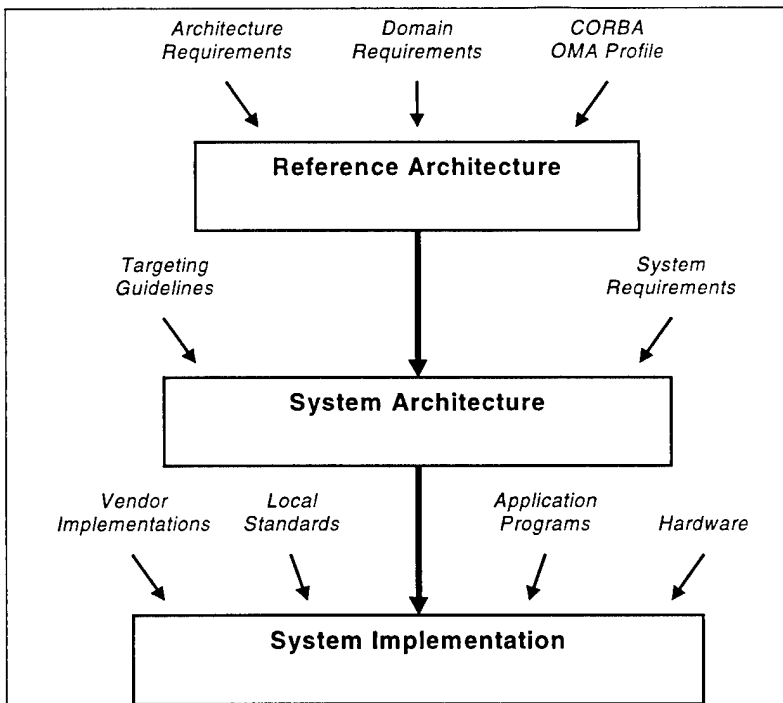 Architecture
Requirements
Domain
Requirements
CORBA
OMA Profile
Reference Architecture
Targeting
Guidelines
System
Requirements
System Architecture
Vendor
Implementations
Local
Standards
Application
Programs
Hardware
System Implementation